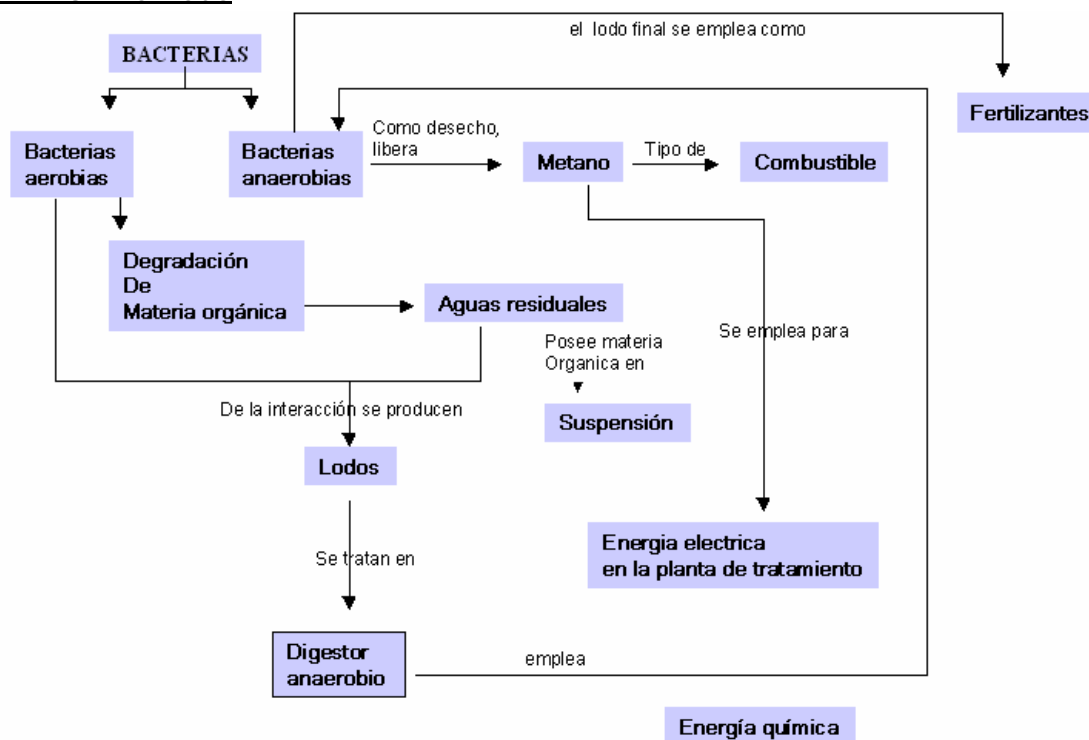 el lodo final se emplea como
BACTERIAS
Fertilizantes
Bacterias
aerobias
Bacterias
anaerobias
Como desecho,
libera
Metano
Tipo de
Combustible
Degradación
De
Materia orgánica
Aguas residuales
Se emplea para
Posee materia
Organica en
De la interacción se producen
Suspensión
Lodos
Energia electrica
en la planta de tratamiento
Se tratan en
Digestor
anaerobio
emplea
Energía química